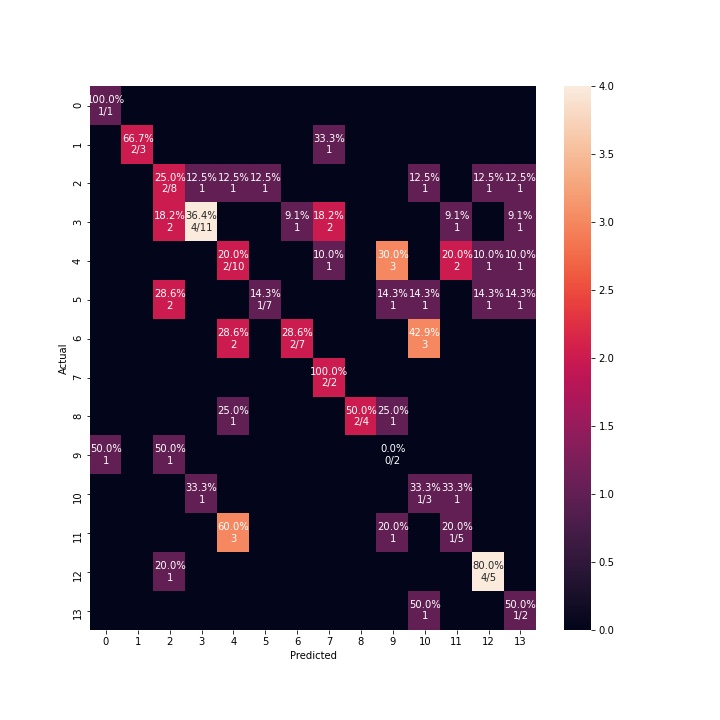 4.0
3.5
3.0
2.5
2.0
1.5
1.0
0.5
0.0
Actual
0
1
2
3
4
5
6
7
8
9
10
11
12
13
100.0%
1/1
66.7% 33.3%
2/3 1
25.0% 12.5% 12.5% 12.5% 12.5% 12.5% 12.5%
2/8 1 1 1 1 1 1
18.2% 36.4% 9.1% 18.2% 9.1% 9.1%
2 4/11 1 2 1 1
20.0% 10.0% 30.0% 20.0% 10.0% 10.0%
2/10 1 3 2 1 1
28.6% 14.3% 14.3% 14.3% 14.3% 14.3%
2 1/7 1 1 1 1
28.6% 28.6% 42.9%
2 2/7 3
100.0%
2/2
25.0% 50.0% 25.0%
1 2/4 1
50.0% 50.0% 0.0%
1 1 0/2
33.3% 33.3% 33.3%
1 1/3 1
60.0% 20.0% 20.0%
3 1 1/5
20.0% 80.0%
1 4/5
50.0% 50.0%
1 1/2
0 1 2 3 4 5 6 7 8 9 10 11 12 13
Predicted